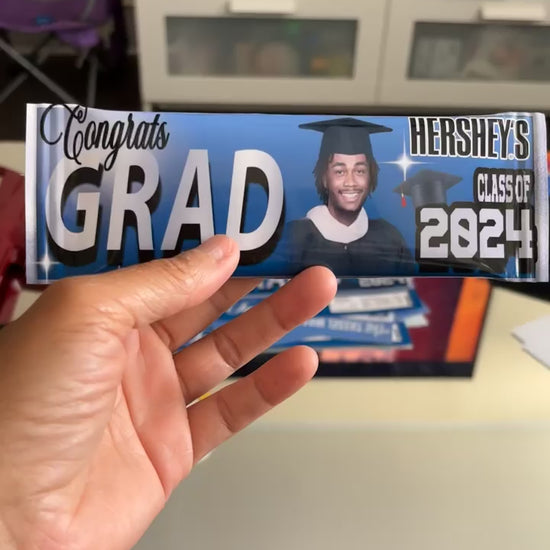 Congrats
GRAD
HERSHEY'S
CLASS OF
2024